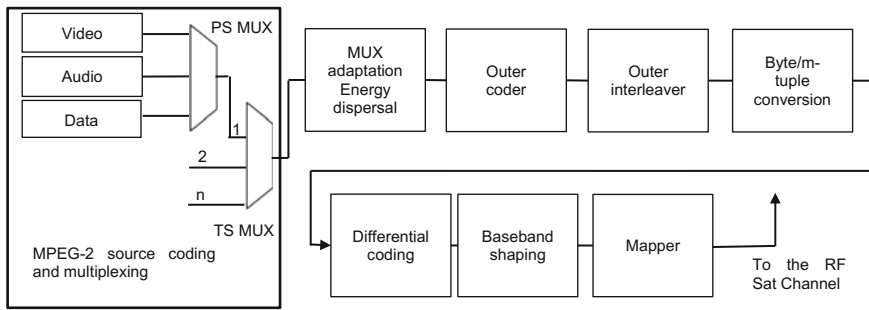 Video
PS MUX
Audio
Data
1
2
n
TS MUX
MPEG-2 source coding
and multiplexing
MUX
adaptation
Energy
dispersal
Outer
coder
Outer
interleaver
Byte/m-
tuple
conversion
Differential
coding
Baseband
shaping
Mapper
To the RF
Sat Channel